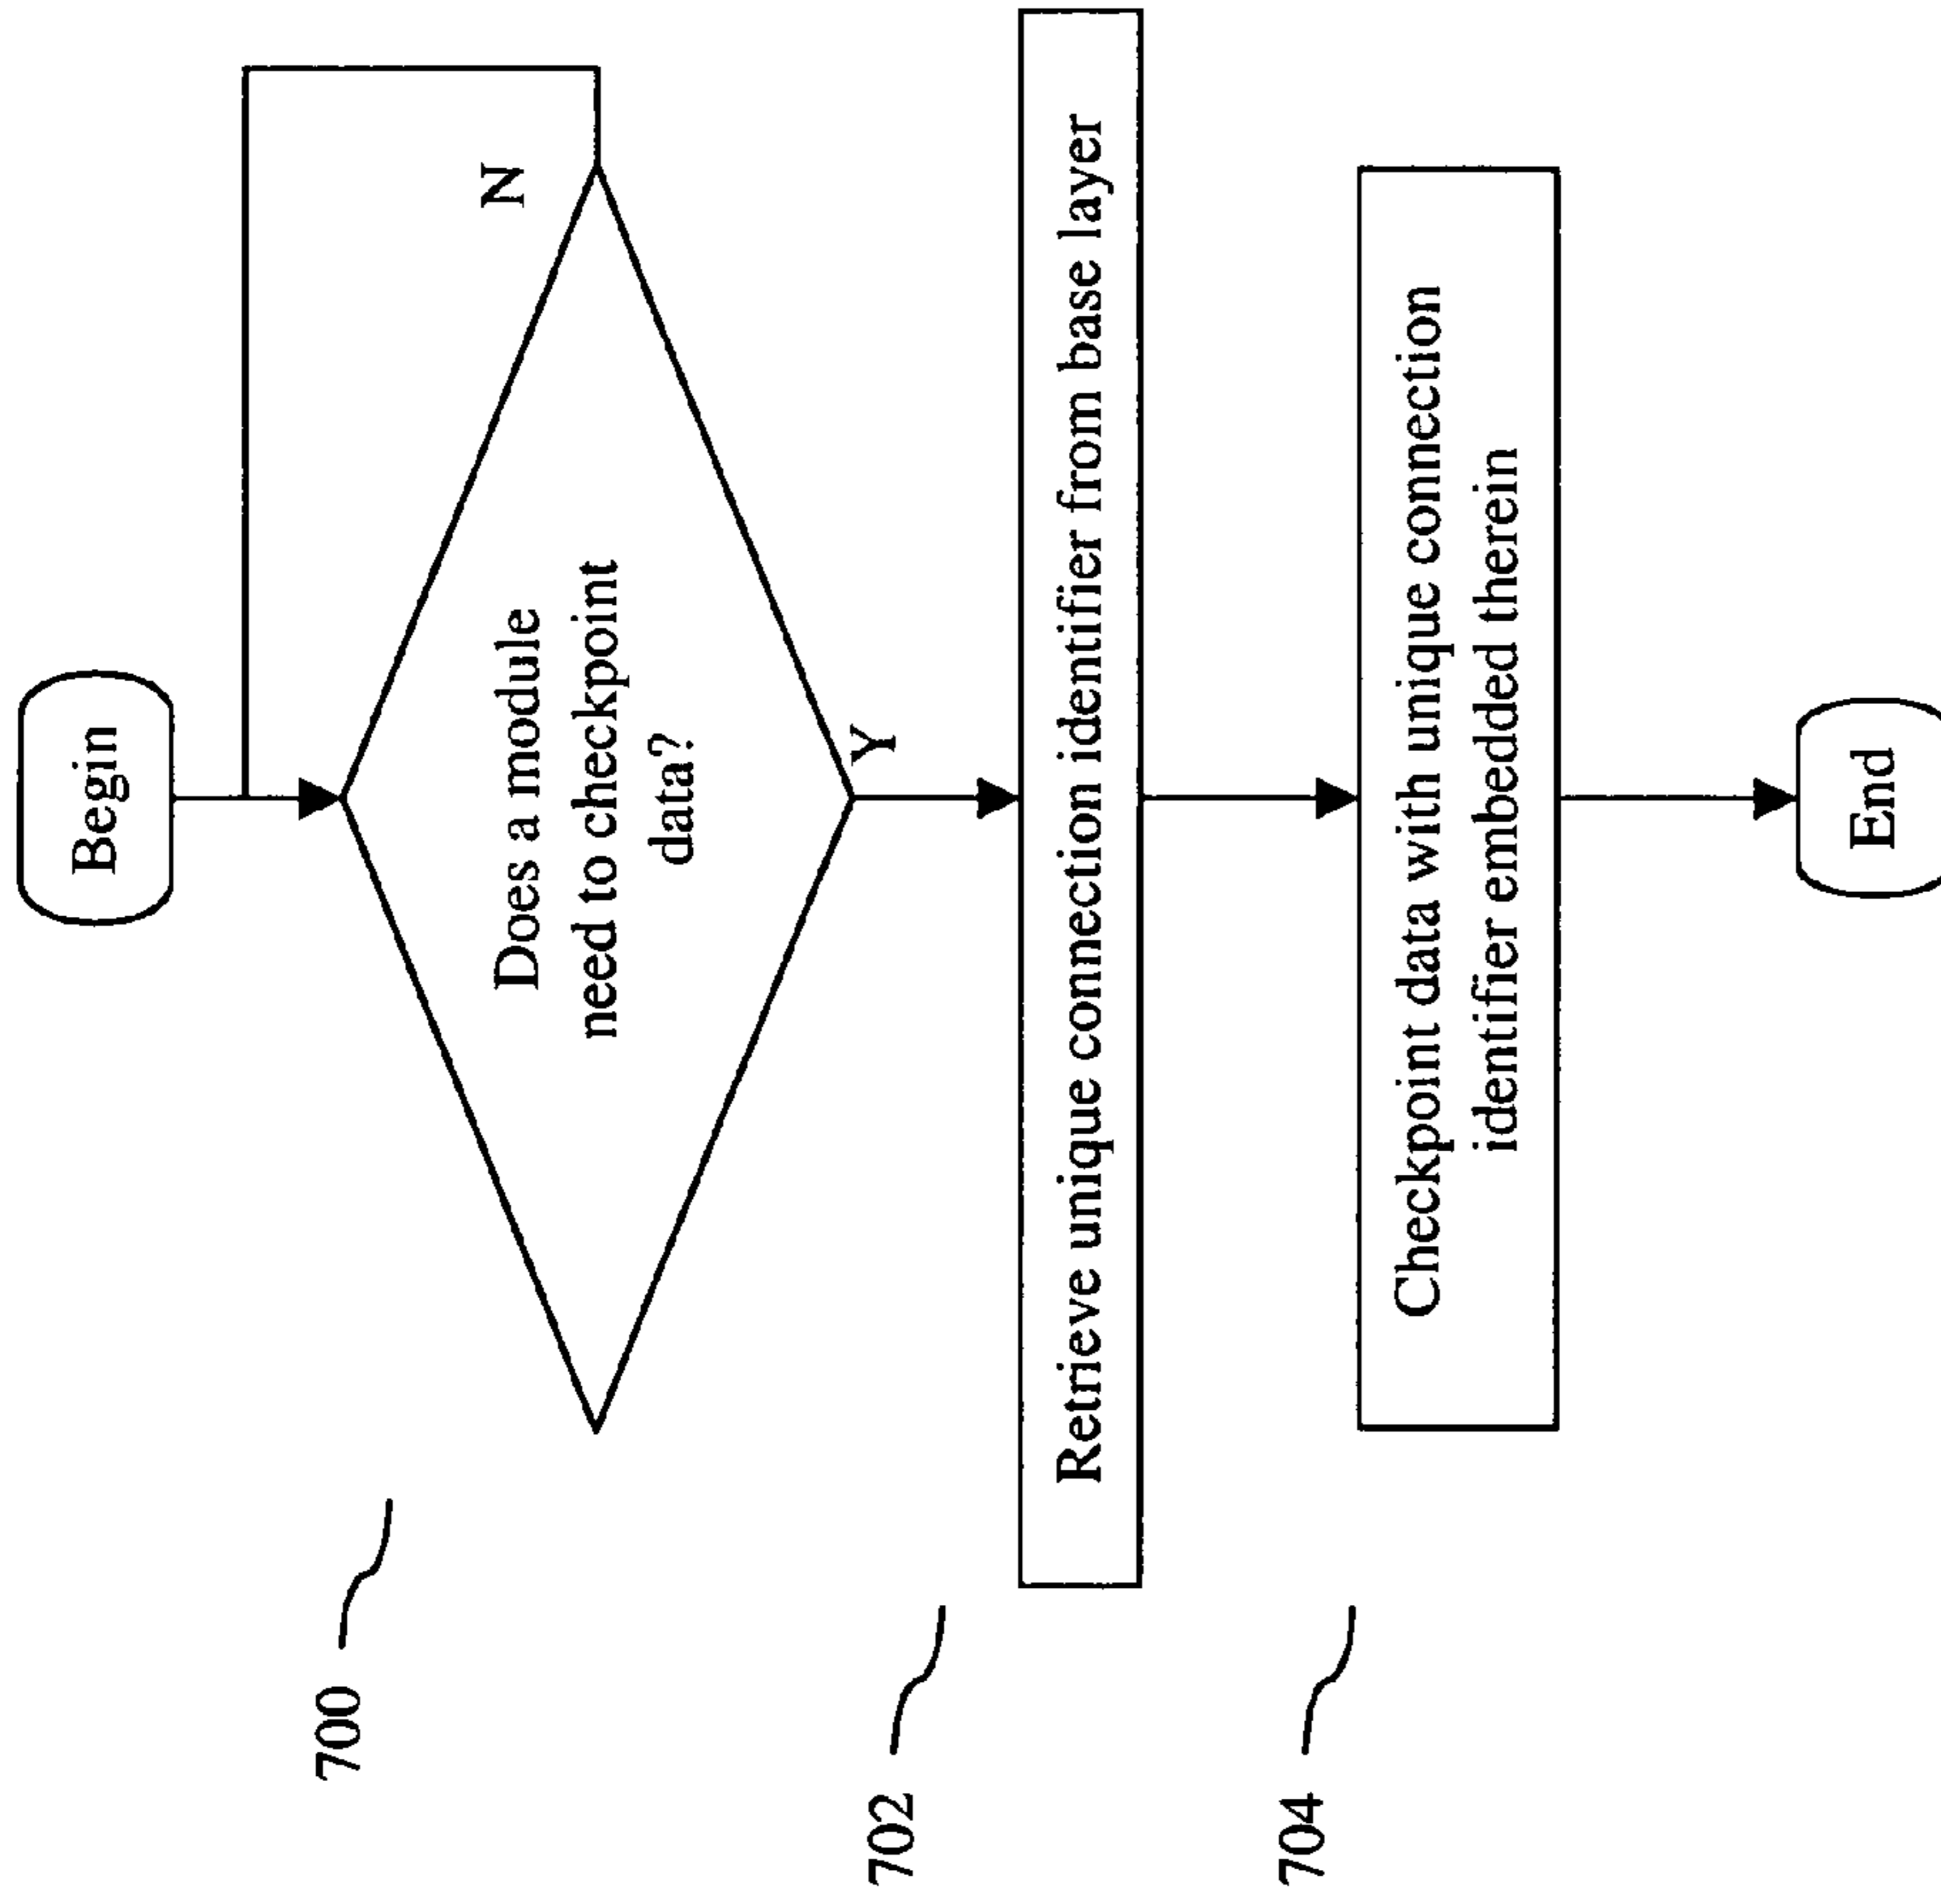 Begin
700
Does a module
need to checkpoint
data?
N
Y
702
Retrieve unique connection identifier from base layer
704
Checkpoint data with unique connection
identifier embedded therein
End